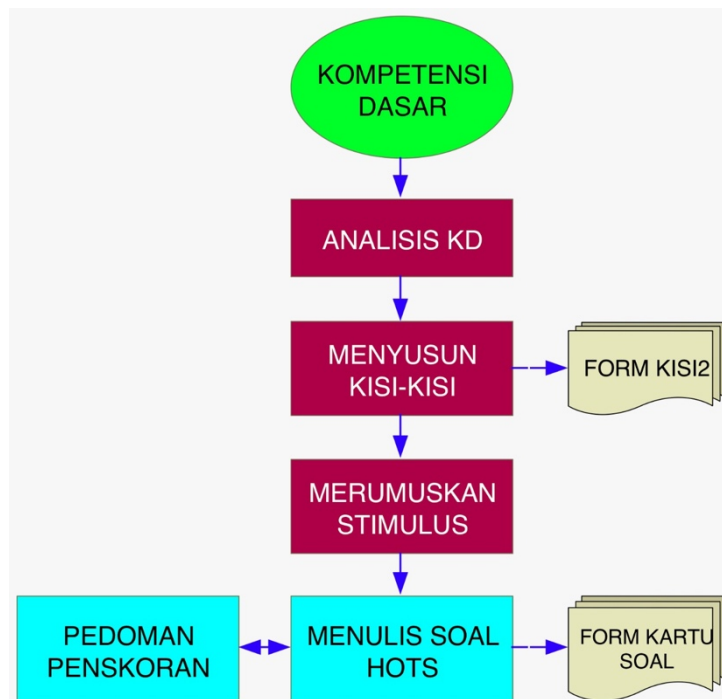 KOMPETENSI
DASAR
ANALISIS KD
MENYUSUN
KISI-KISI
FORM KISI2
MERUMUSKAN
STIMULUS
PEDOMAN
PENSKORAN
MENULIS SOAL
HOTS
FORM KARTU
SOAL